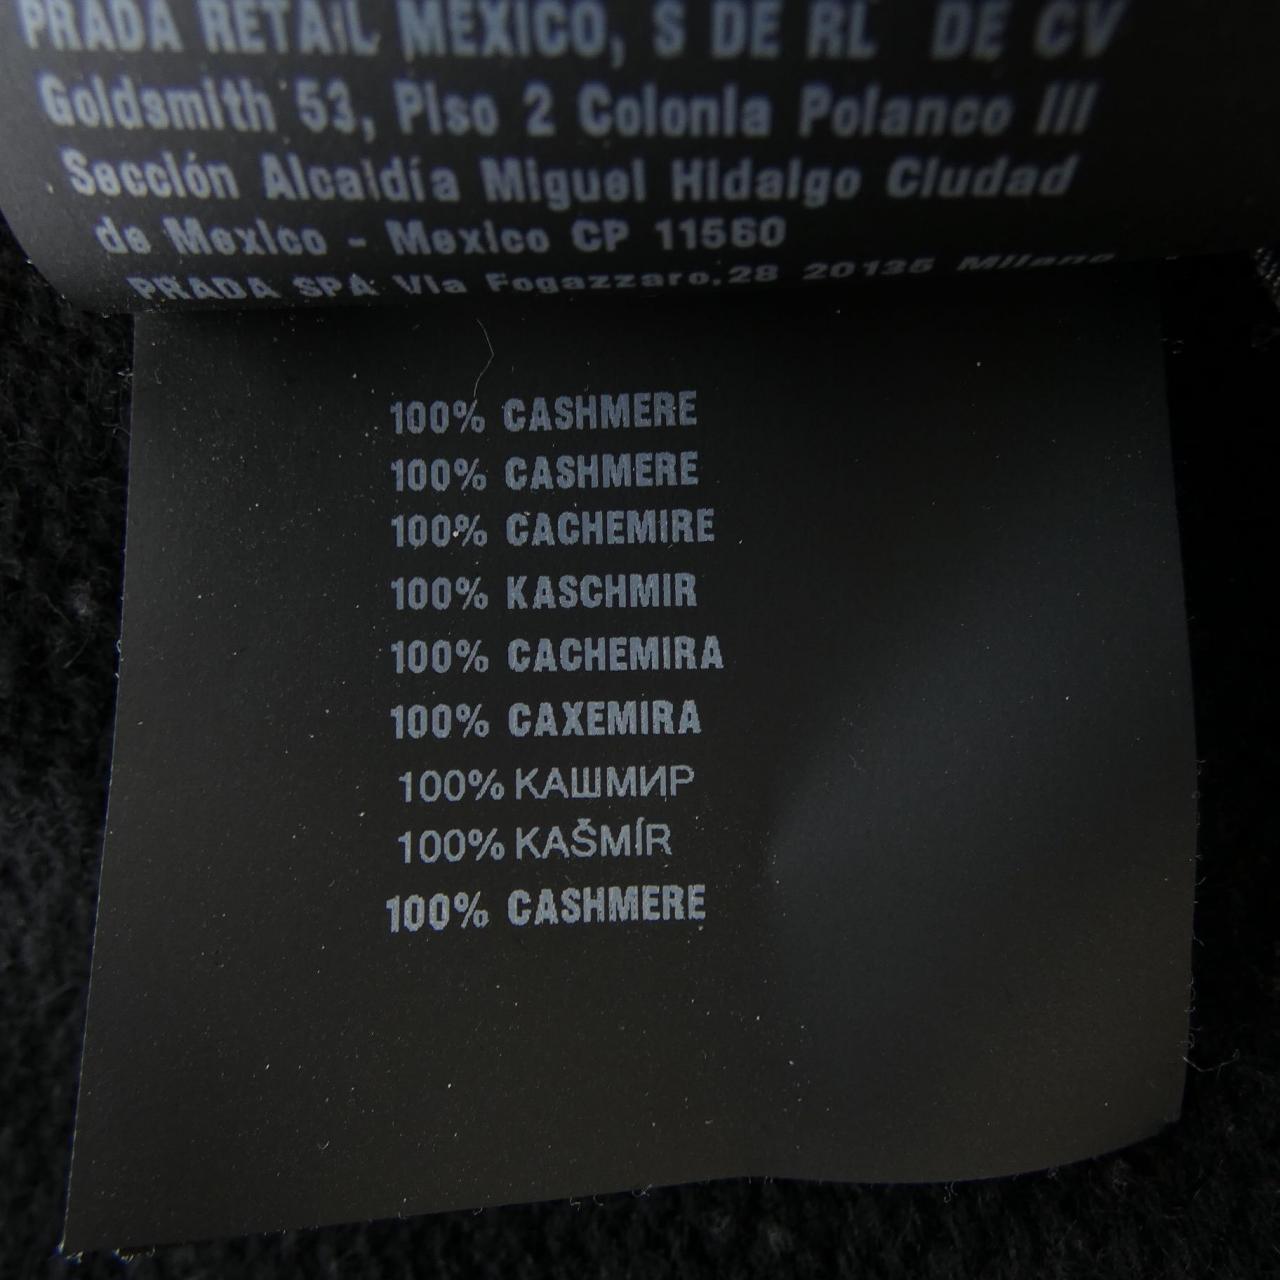 PRADA RETAIL MEXICO, S DE RL DE CV
Goldsmith 53, Piso 2 Colonia Polanco III
Sección Alcaldía Miguel Hidalgo Ciudad
de Mexico - Mexico CP 11560
PRADA SPA Via Fogazzaro,28 20135 Milano
100% CASHMERE
100% CASHMERE
100% CACHEMIRE
100% KASCHMIR
100% CACHEMIRA
100% CAXEMIRA
100% КАШМИР
100% KAŠMÍR
100% CASHMERE